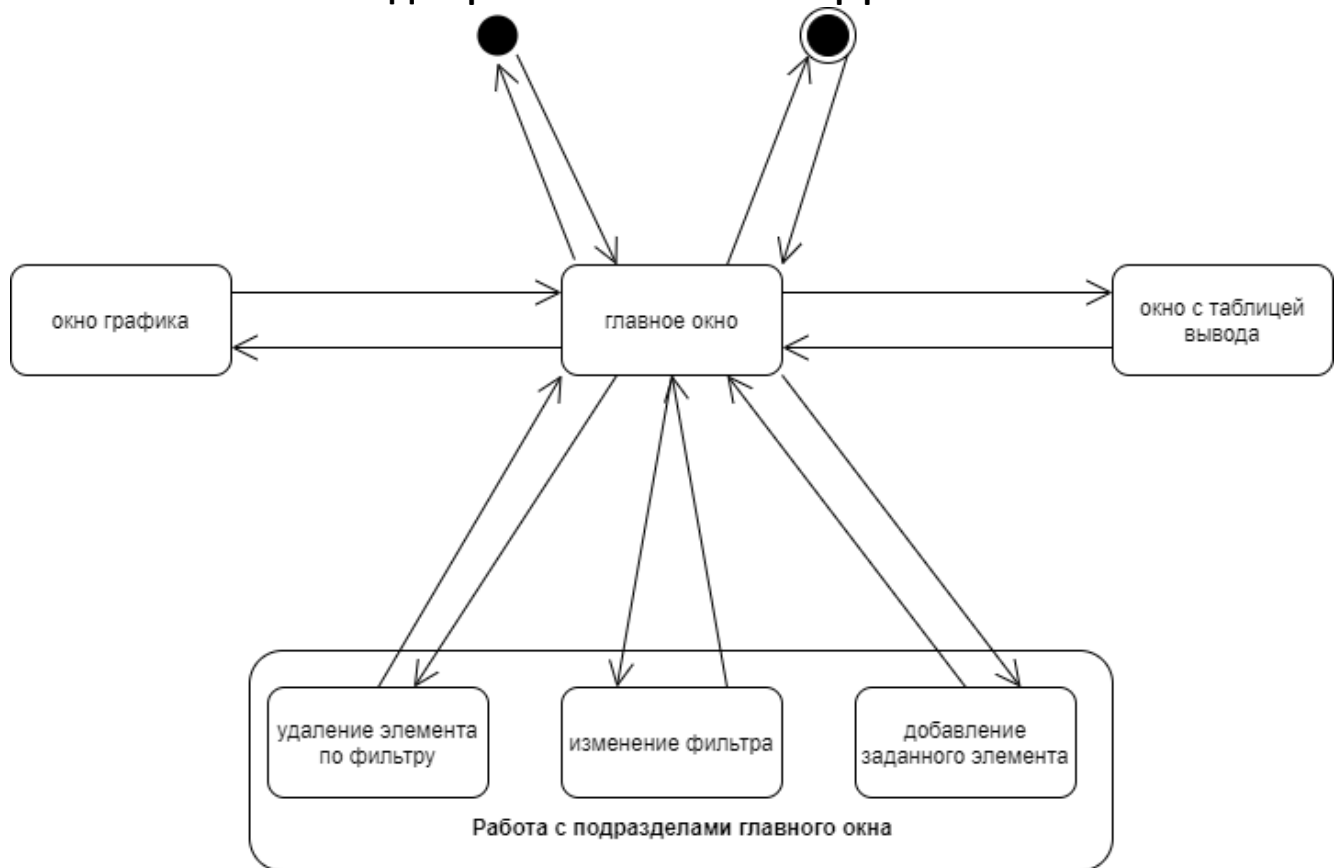 окно графика
главное окно
окно с таблицей
вывода
удаление элемента
по фильтру
изменение фильтра
добавление
заданного элемента
Работа с подразделами главного окна